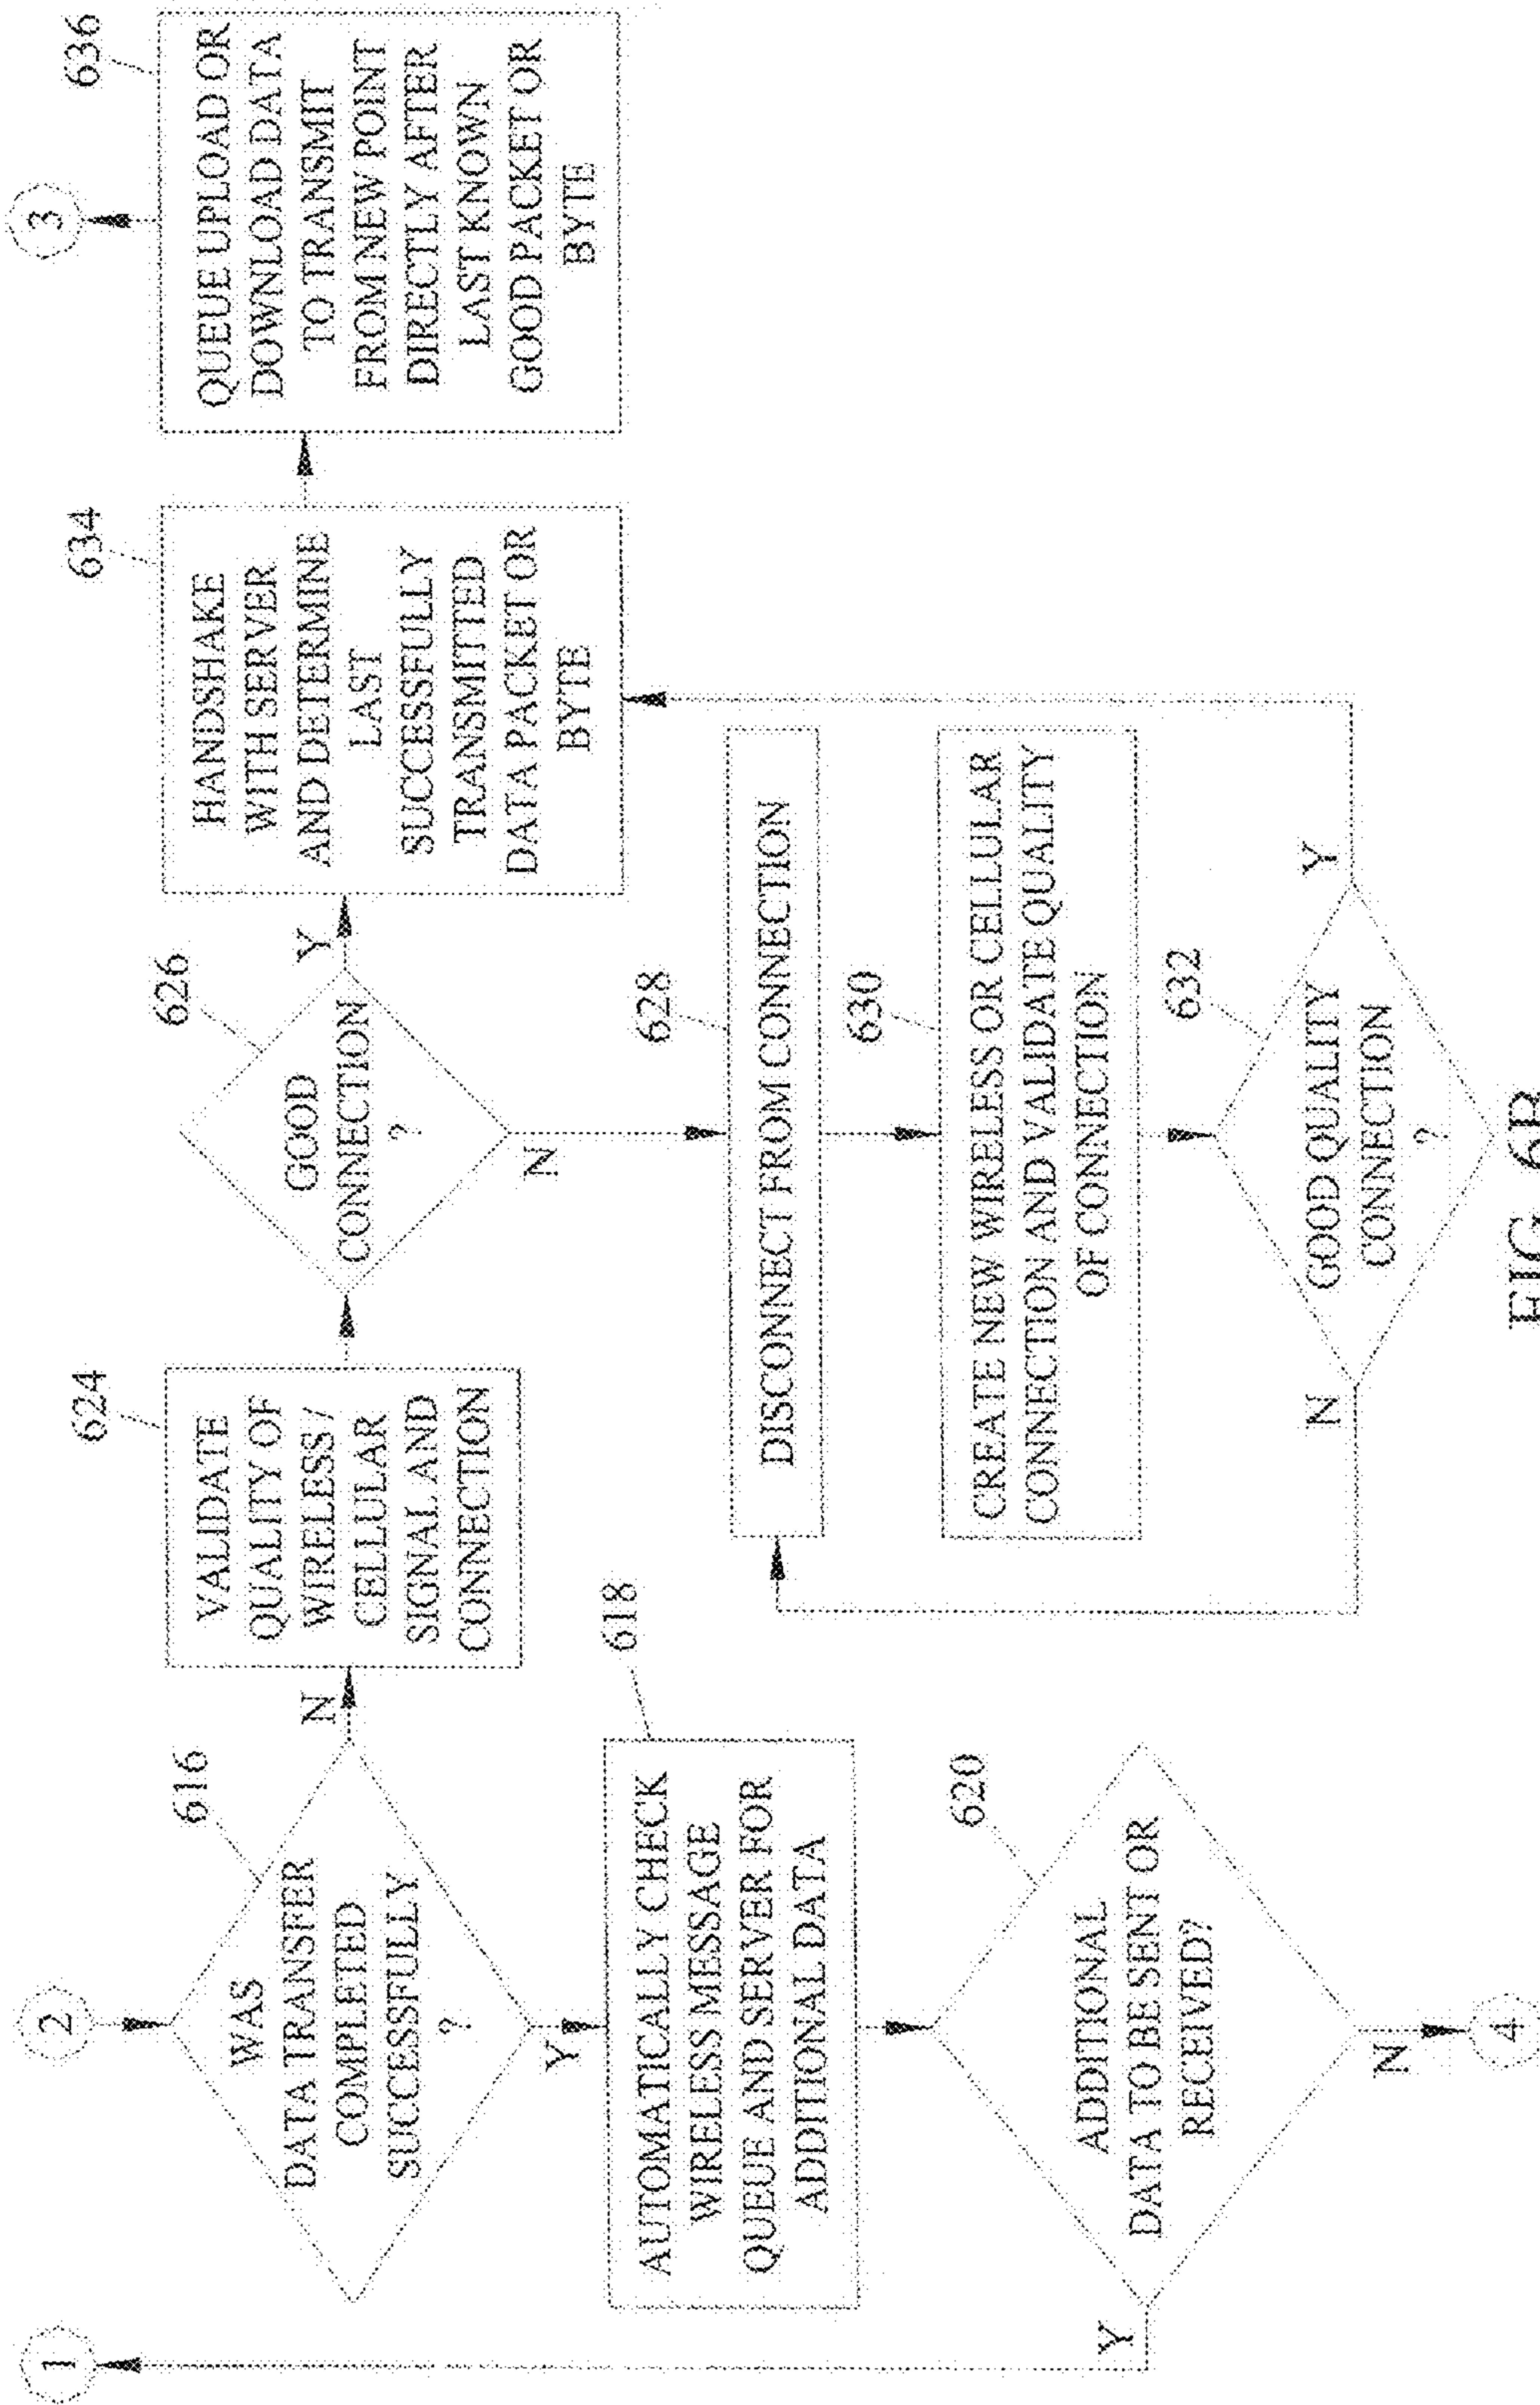 1
2
616
WAS
DATA TRANSFER
COMPLETED
SUCCESSFULLY
?
N
Y
618
AUTOMATICALLY CHECK
WIRELESS MESSAGE
QUEUE AND SERVER FOR
ADDITIONAL DATA
620
ADDITIONAL
DATA TO BE SENT OR
RECEIVED?
Y
N
4
624
VALIDATE
QUALITY OF
WIRELESS /
CELLULAR
SIGNAL AND
CONNECTION
626
GOOD
CONNECTION
?
Y
N
628
DISCONNECT FROM CONNECTION
630
CREATE NEW WIRELESS OR CELLULAR
CONNECTION AND VALIDATE QUALITY
OF CONNECTION
632
GOOD QUALITY
CONNECTION
?
N
Y
634
HANDSHAKE
WITH SERVER
AND DETERMINE
LAST
SUCCESSFULLY
TRANSMITTED
DATA PACKET OR
BYTE
636
QUEUE UPLOAD OR
DOWNLOAD DATA
TO TRANSMIT
FROM NEW POINT
DIRECTLY AFTER
LAST KNOWN
GOOD PACKET OR
BYTE
3
FIG. 6B